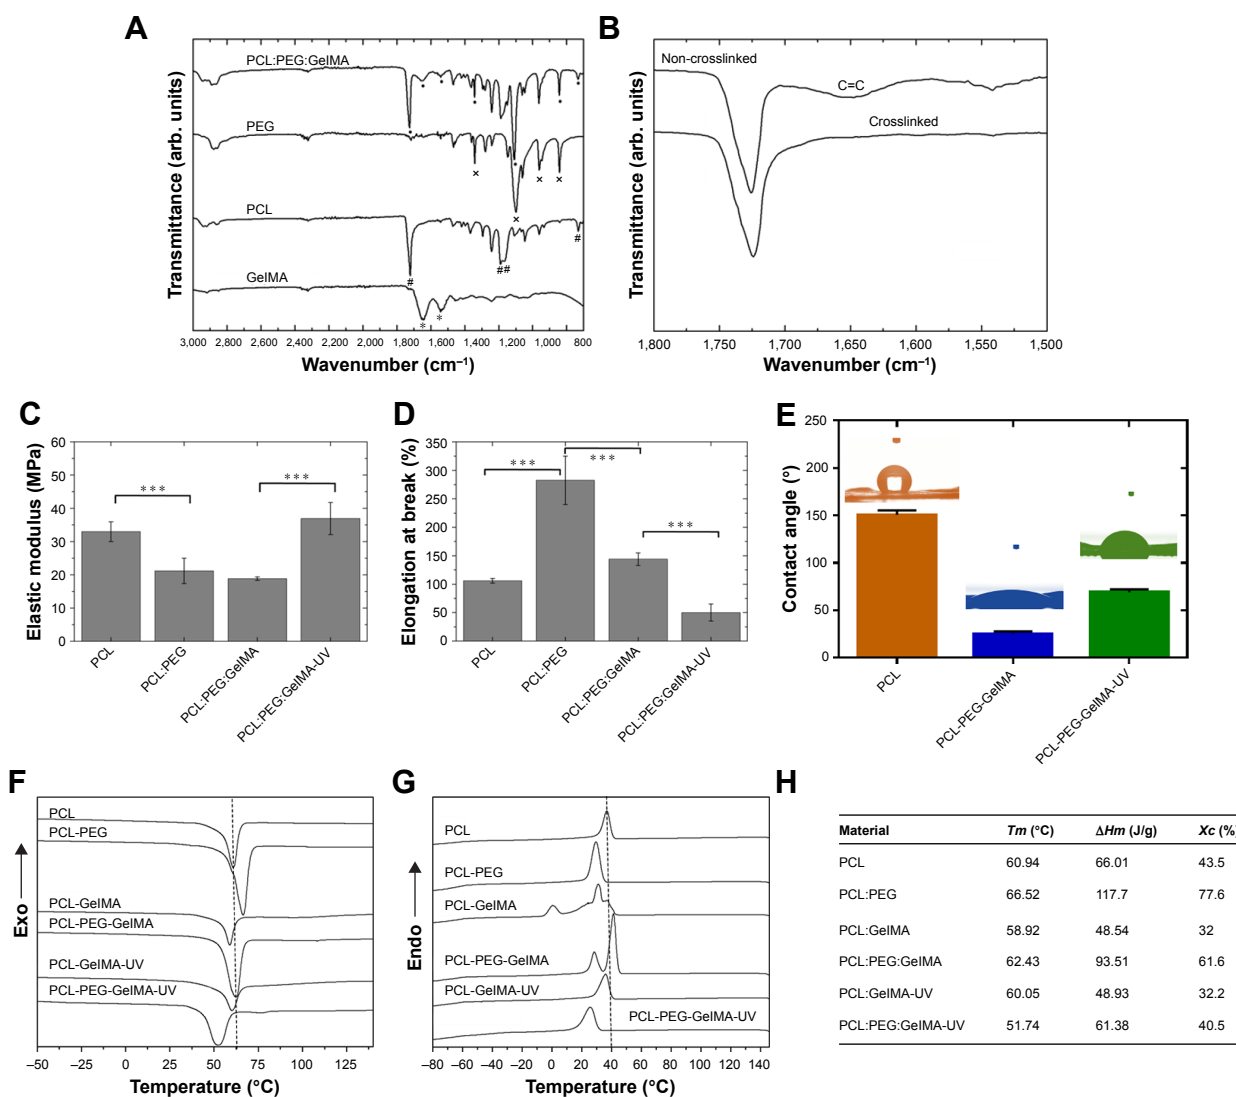 A
Transmittance (arb. units)
PCL:PEG:GelMA
PEG
× × ×
×
PCL
# ## #
GelMA
* *
3,000 2,800 2,600 2,400 2,200 2,000 1,800 1,600 1,400 1,200 1,000 800
Wavenumber (cm⁻¹)
B
Transmittance (arb. units)
Non-crosslinked
C=C
Crosslinked
1,800 1,750 1,700 1,650 1,600 1,550 1,500
Wavenumber (cm⁻¹)
C
Elastic modulus (MPa)
60
50
40
30
20
10
0
*** ***
PCL
PCL:PEG
PCL:PEG:GelMA
PCL:PEG:GelMA-UV
D
Elongation at break (%)
350
300
250
200
150
100
50
0
*** ***
***
PCL
PCL:PEG
PCL:PEG:GelMA
PCL:PEG:GelMA-UV
E
Contact angle (°)
250
200
150
100
50
0
PCL
PCL-PEG-GelMA
PCL-PEG-GelMA-UV
F
Exo
PCL
PCL-PEG
PCL-GelMA
PCL-PEG-GelMA
PCL-GelMA-UV
PCL-PEG-GelMA-UV
–50 –25 0 25 50 75 100 125
Temperature (°C)
G
Endo
PCL
PCL-PEG
PCL-GelMA
PCL-PEG-GelMA
PCL-GelMA-UV
PCL-PEG-GelMA-UV
–80 –60 –40 –20 0 20 40 60 80 100 120 140
Temperature (°C)
H
Material Tm (°C) ΔHm (J/g) Xc (%)
PCL 60.94 66.01 43.5
PCL:PEG 66.52 117.7 77.6
PCL:GelMA 58.92 48.54 32
PCL:PEG:GelMA 62.43 93.51 61.6
PCL:GelMA-UV 60.05 48.93 32.2
PCL:PEG:GelMA-UV 51.74 61.38 40.5